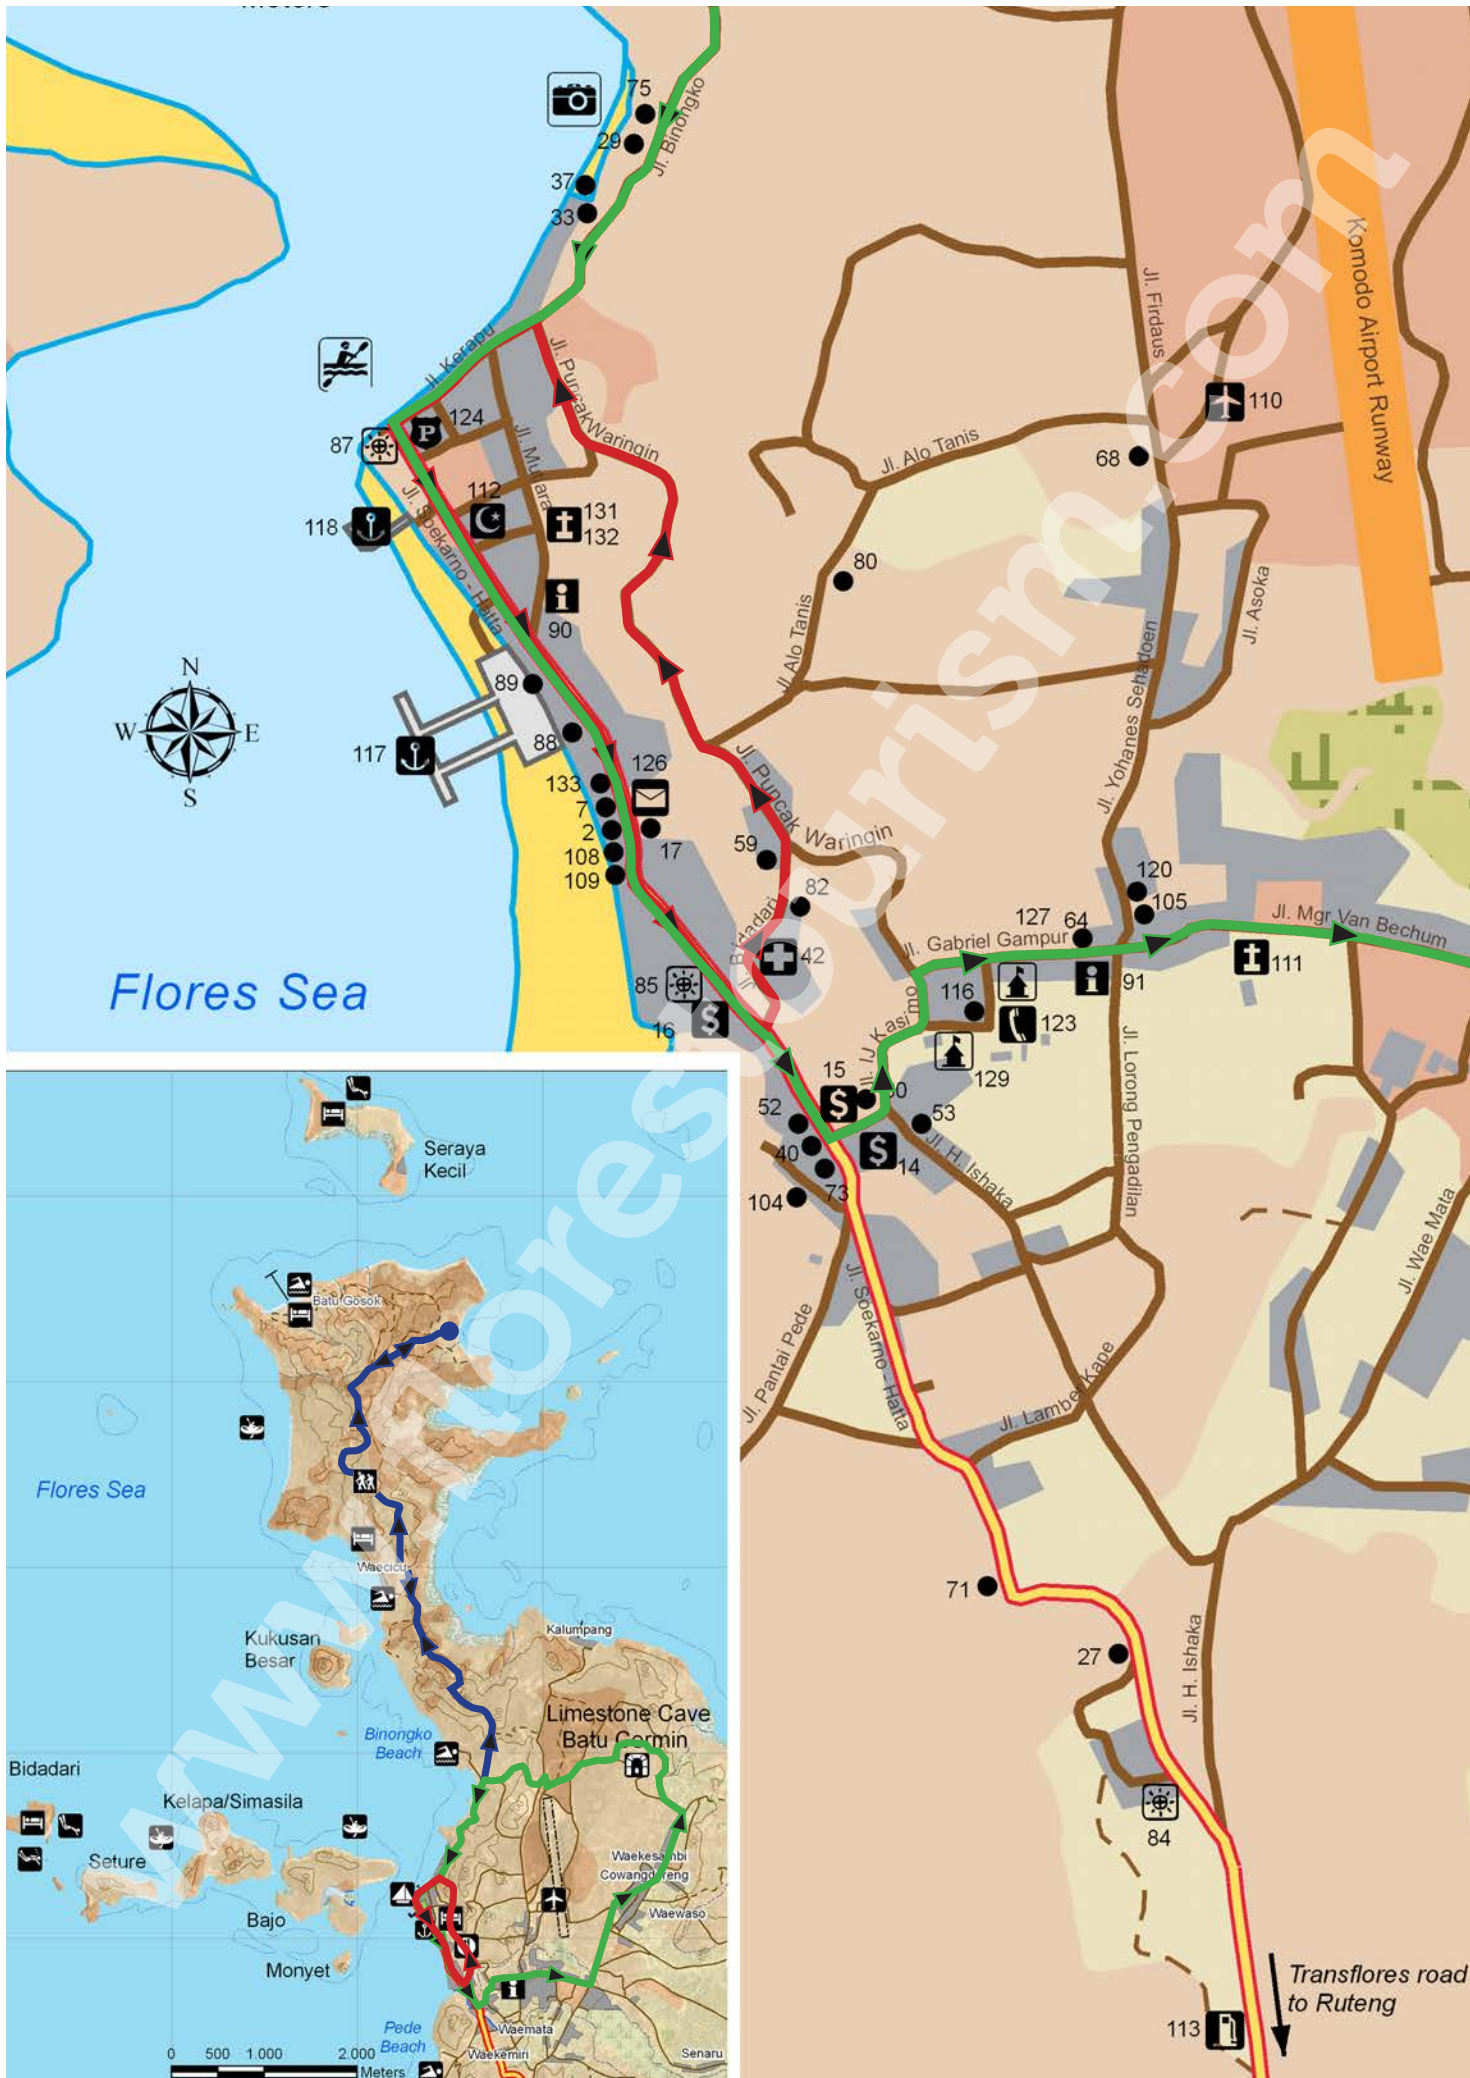 75
Jl. Binongko
29
37
33
Komodo Airport Runway
Jl. Firdaus
Jl. Kerapu
Jl. PuncakWaringin
110
124
P
87
Jl. Mutiara
Jl. Alo Tanis
68
112
131
132
118
Jl. Soekarno - Hatta
80
90
Jl. Alo Tanis
Jl. Asoka
Jl. Yohanes Sehadoen
N
W
E
S
89
88
117
126
133
7
2
17
108
109
Jl. Puncak Waringin
59
82
120
105
127
64
Jl. Mgr Van Bechum
Jl. Bidadari
42
Jl. Gabriel Gampur
111
91
85
16
Flores Sea
116
Jl. IJ Kasimo
123
129
Jl. Lorong Pengadilan
15
52
53
40
14
73
104
Jl. H. Ishaka
Jl. Wae Mata
Jl. Pantai Pede
Jl. Soekarno - Hatta
Jl. Lamber Kape
71
27
Jl. H. Ishaka
84
Transflores road
to Ruteng
113
Seraya
Kecil
Batu Gosok
Flores Sea
Waecicu
Kukusan
Besar
Kalumpang
Limestone Cave
Batu Cermin
Binongko
Beach
Bidadari
Kelapa/Simasila
Seture
Waekesambi
Cowangdereng
Waewaso
Bajo
Monyet
Pede
Beach
Waemata
Waekemiri
Senaru
0 500 1 000 2 000
Meters
www.florestourism.com